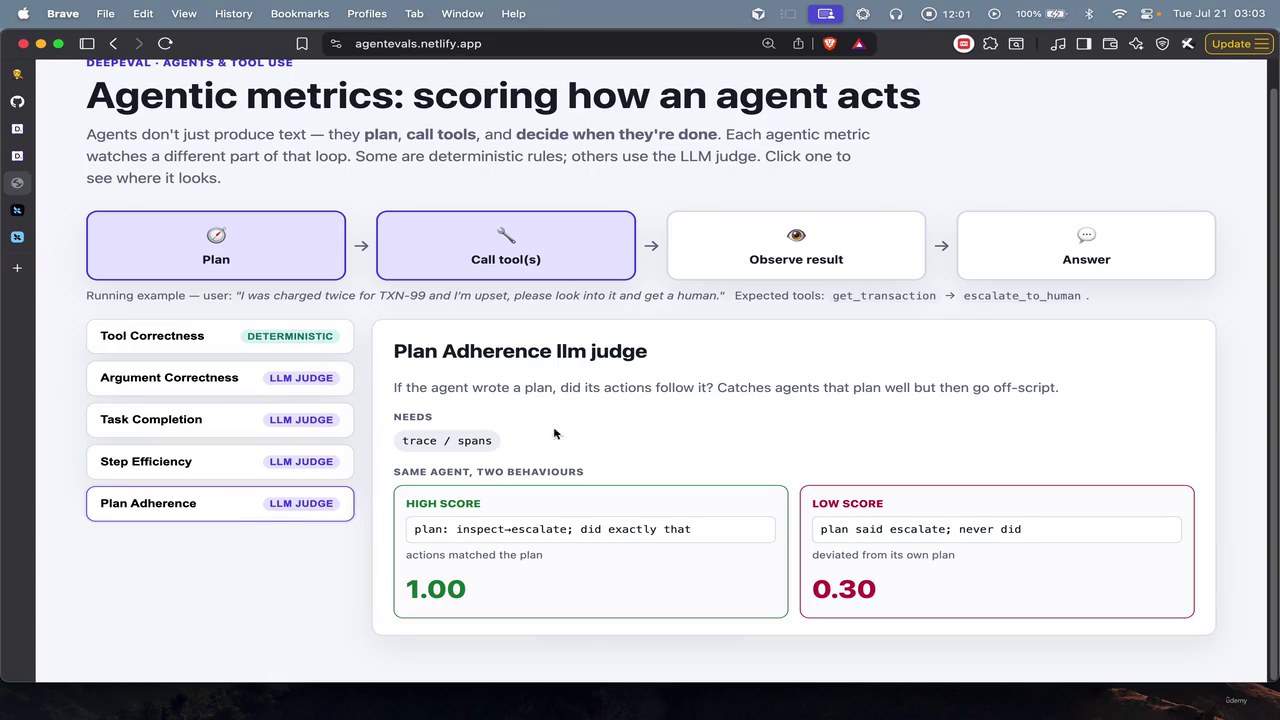 Brave File Edit View History Bookmarks Profiles Tab Window Help 12:01 100% Tue Jul 21 03:03
agentevals.netlify.app Update
DEEPEVAL · AGENTS & TOOL USE
Agentic metrics: scoring how an agent acts
Agents don't just produce text — they plan, call tools, and decide when they're done. Each agentic metric
watches a different part of that loop. Some are deterministic rules; others use the LLM judge. Click one to
see where it looks.
Plan → Call tool(s) → Observe result → Answer
Running example — user: "I was charged twice for TXN-99 and I'm upset, please look into it and get a human." Expected tools: get_transaction → escalate_to_human .
Tool Correctness DETERMINISTIC
Argument Correctness LLM JUDGE
Task Completion LLM JUDGE
Step Efficiency LLM JUDGE
Plan Adherence LLM JUDGE
Plan Adherence llm judge
If the agent wrote a plan, did its actions follow it? Catches agents that plan well but then go off-script.
NEEDS
trace / spans
SAME AGENT, TWO BEHAVIOURS
HIGH SCORE
plan: inspect→escalate; did exactly that
actions matched the plan
1.00
LOW SCORE
plan said escalate; never did
deviated from its own plan
0.30
ûdemy